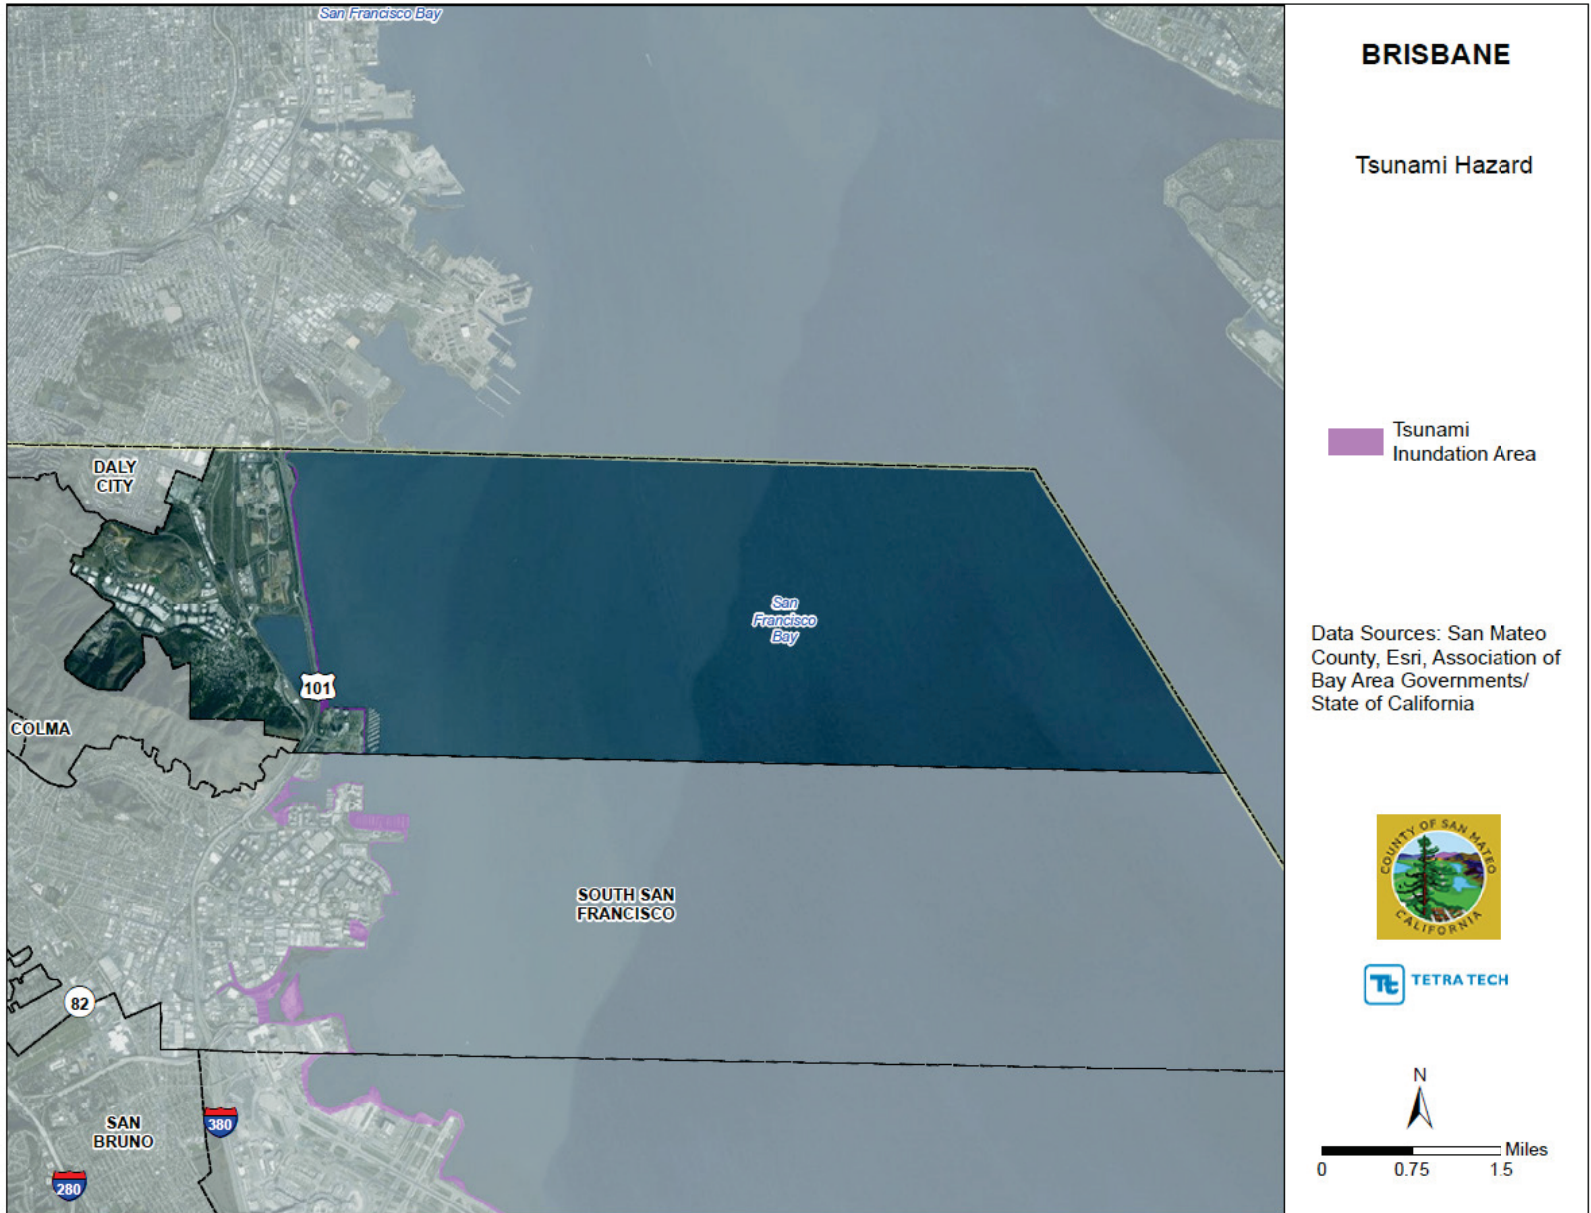 San Francisco Bay
BRISBANE
Tsunami Hazard
Tsunami
Inundation Area
DALY
CITY
San
Francisco
Bay
101
COLMA
Data Sources: San Mateo
County, Esri, Association of
Bay Area Governments/
State of California
COUNTY OF SAN MATEO
CALIFORNIA
SOUTH SAN
FRANCISCO
Tt TETRA TECH
82
SAN
BRUNO
380
280
N
Miles
0 0.75 1.5